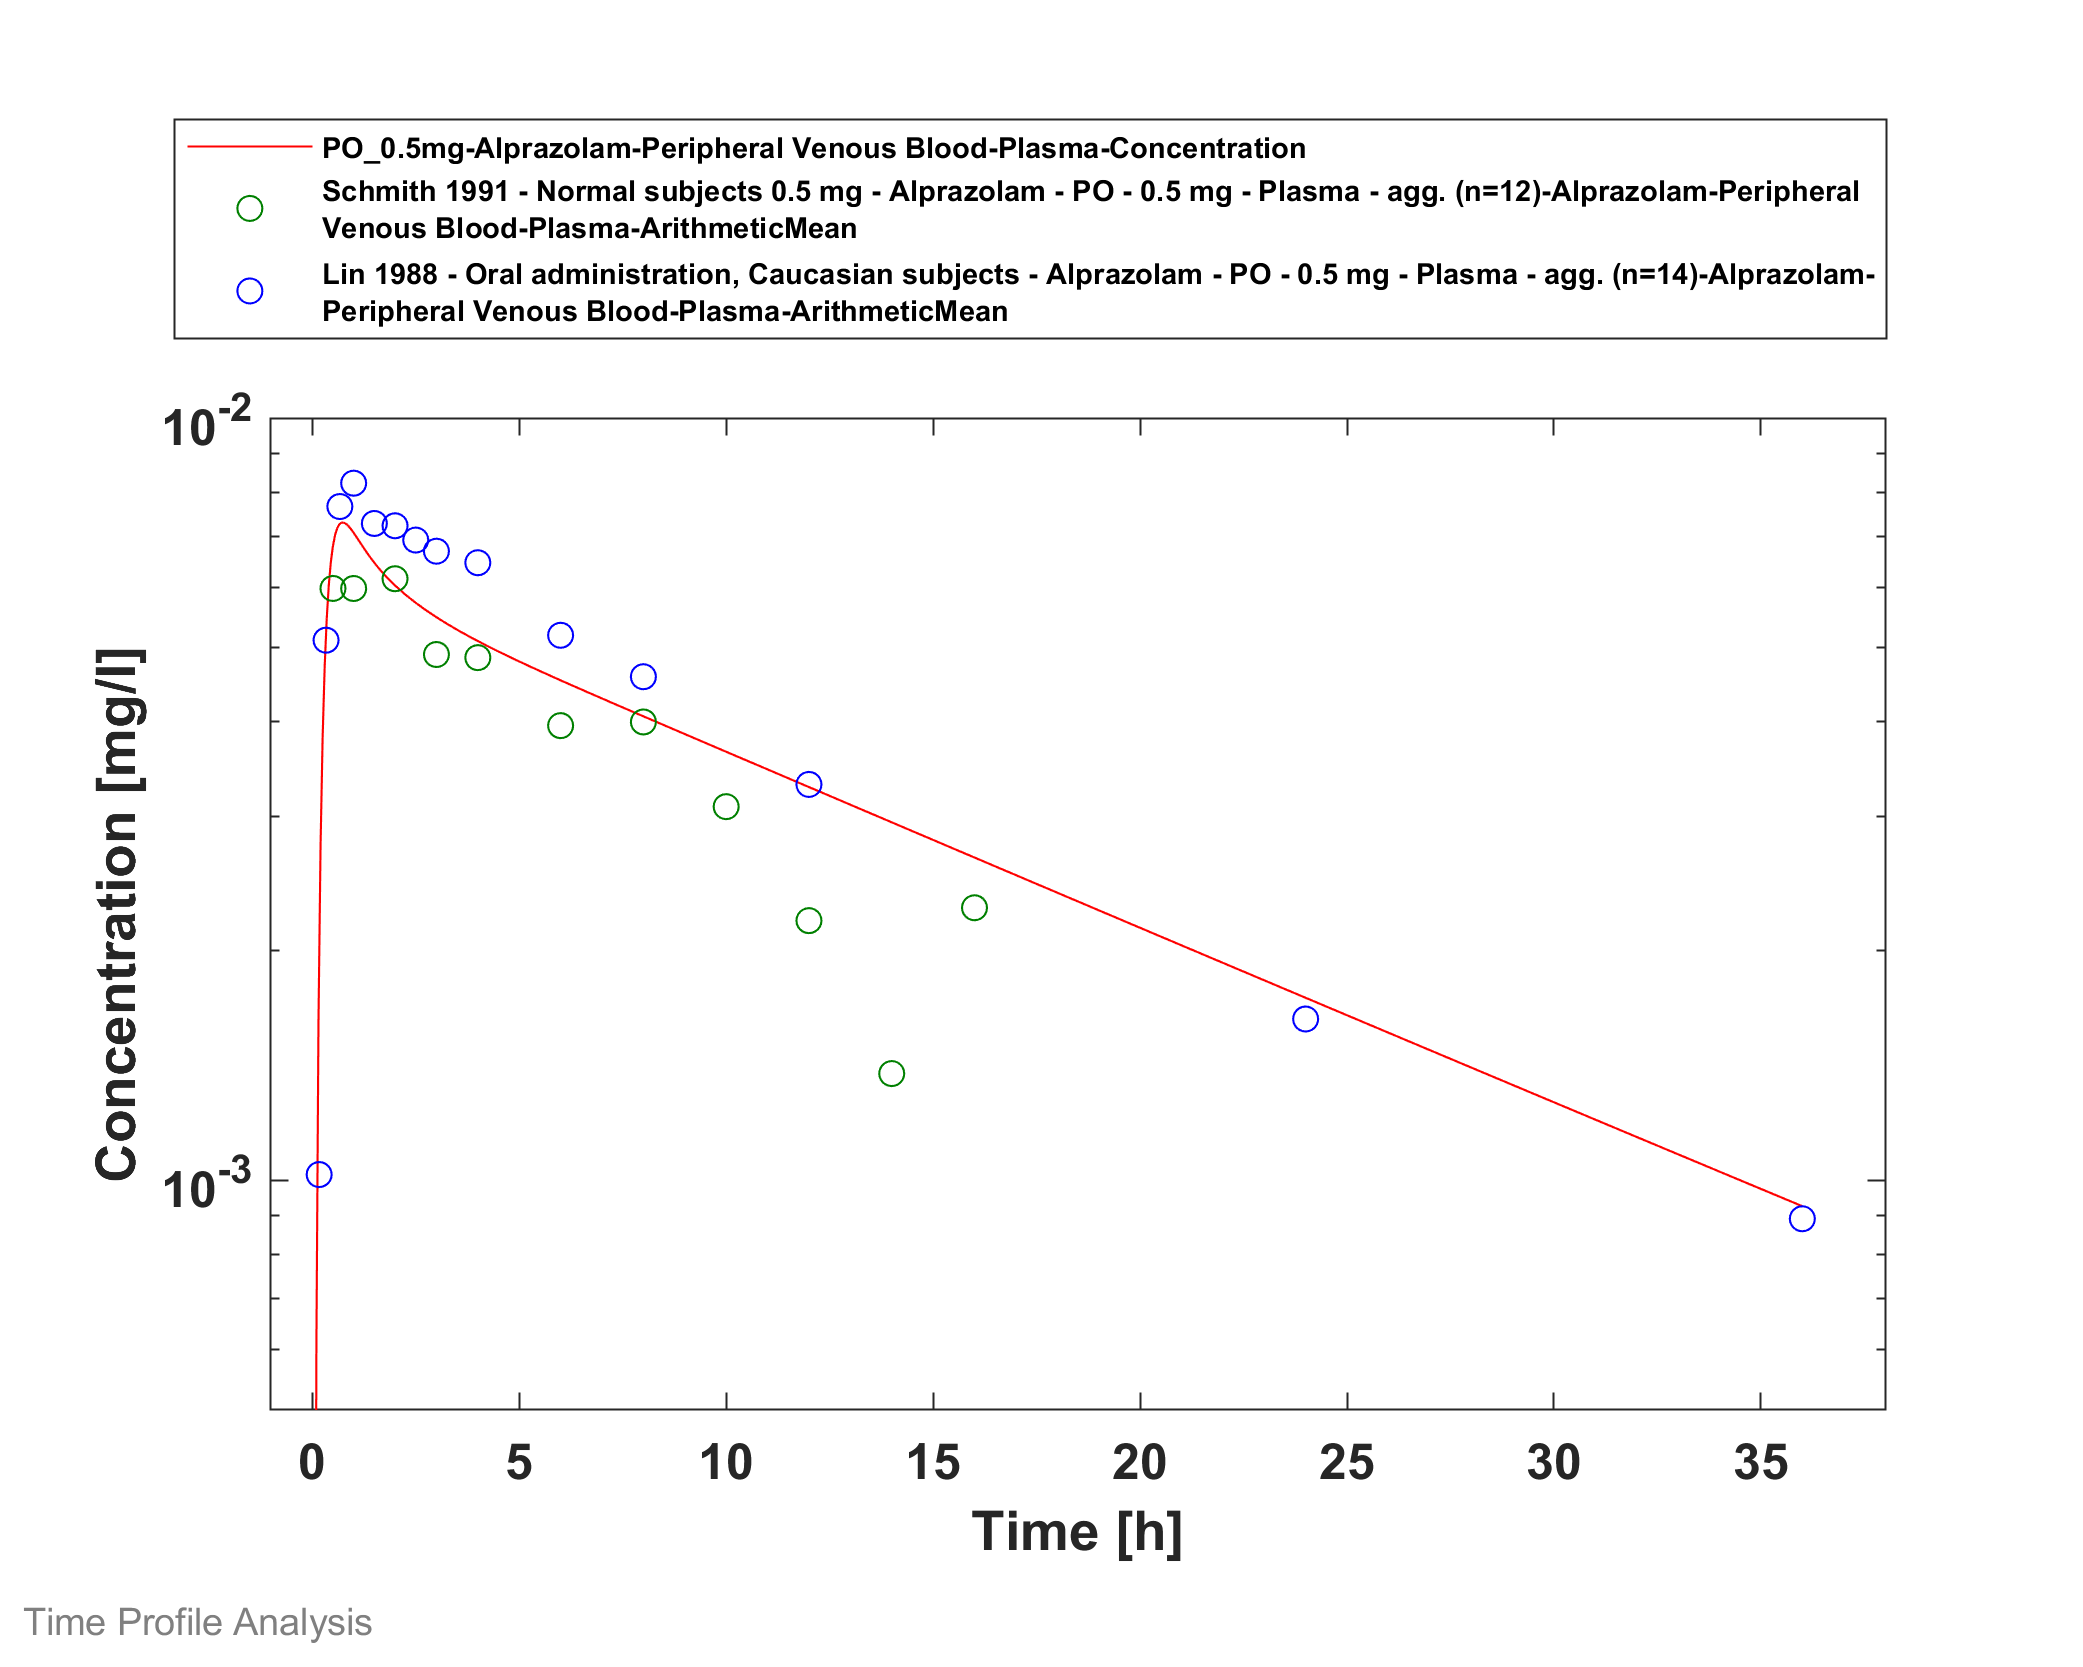 PO_0.5mg-Alprazolam-Peripheral Venous Blood-Plasma-Concentration
Schmith 1991 - Normal subjects 0.5 mg - Alprazolam - PO - 0.5 mg - Plasma - agg. (n=12)-Alprazolam-Peripheral
Venous Blood-Plasma-ArithmeticMean
Lin 1988 - Oral administration, Caucasian subjects - Alprazolam - PO - 0.5 mg - Plasma - agg. (n=14)-Alprazolam-
Peripheral Venous Blood-Plasma-ArithmeticMean
10^-2
Concentration [mg/l]
10^-3
0 5 10 15 20 25 30 35
Time [h]
Time Profile Analysis